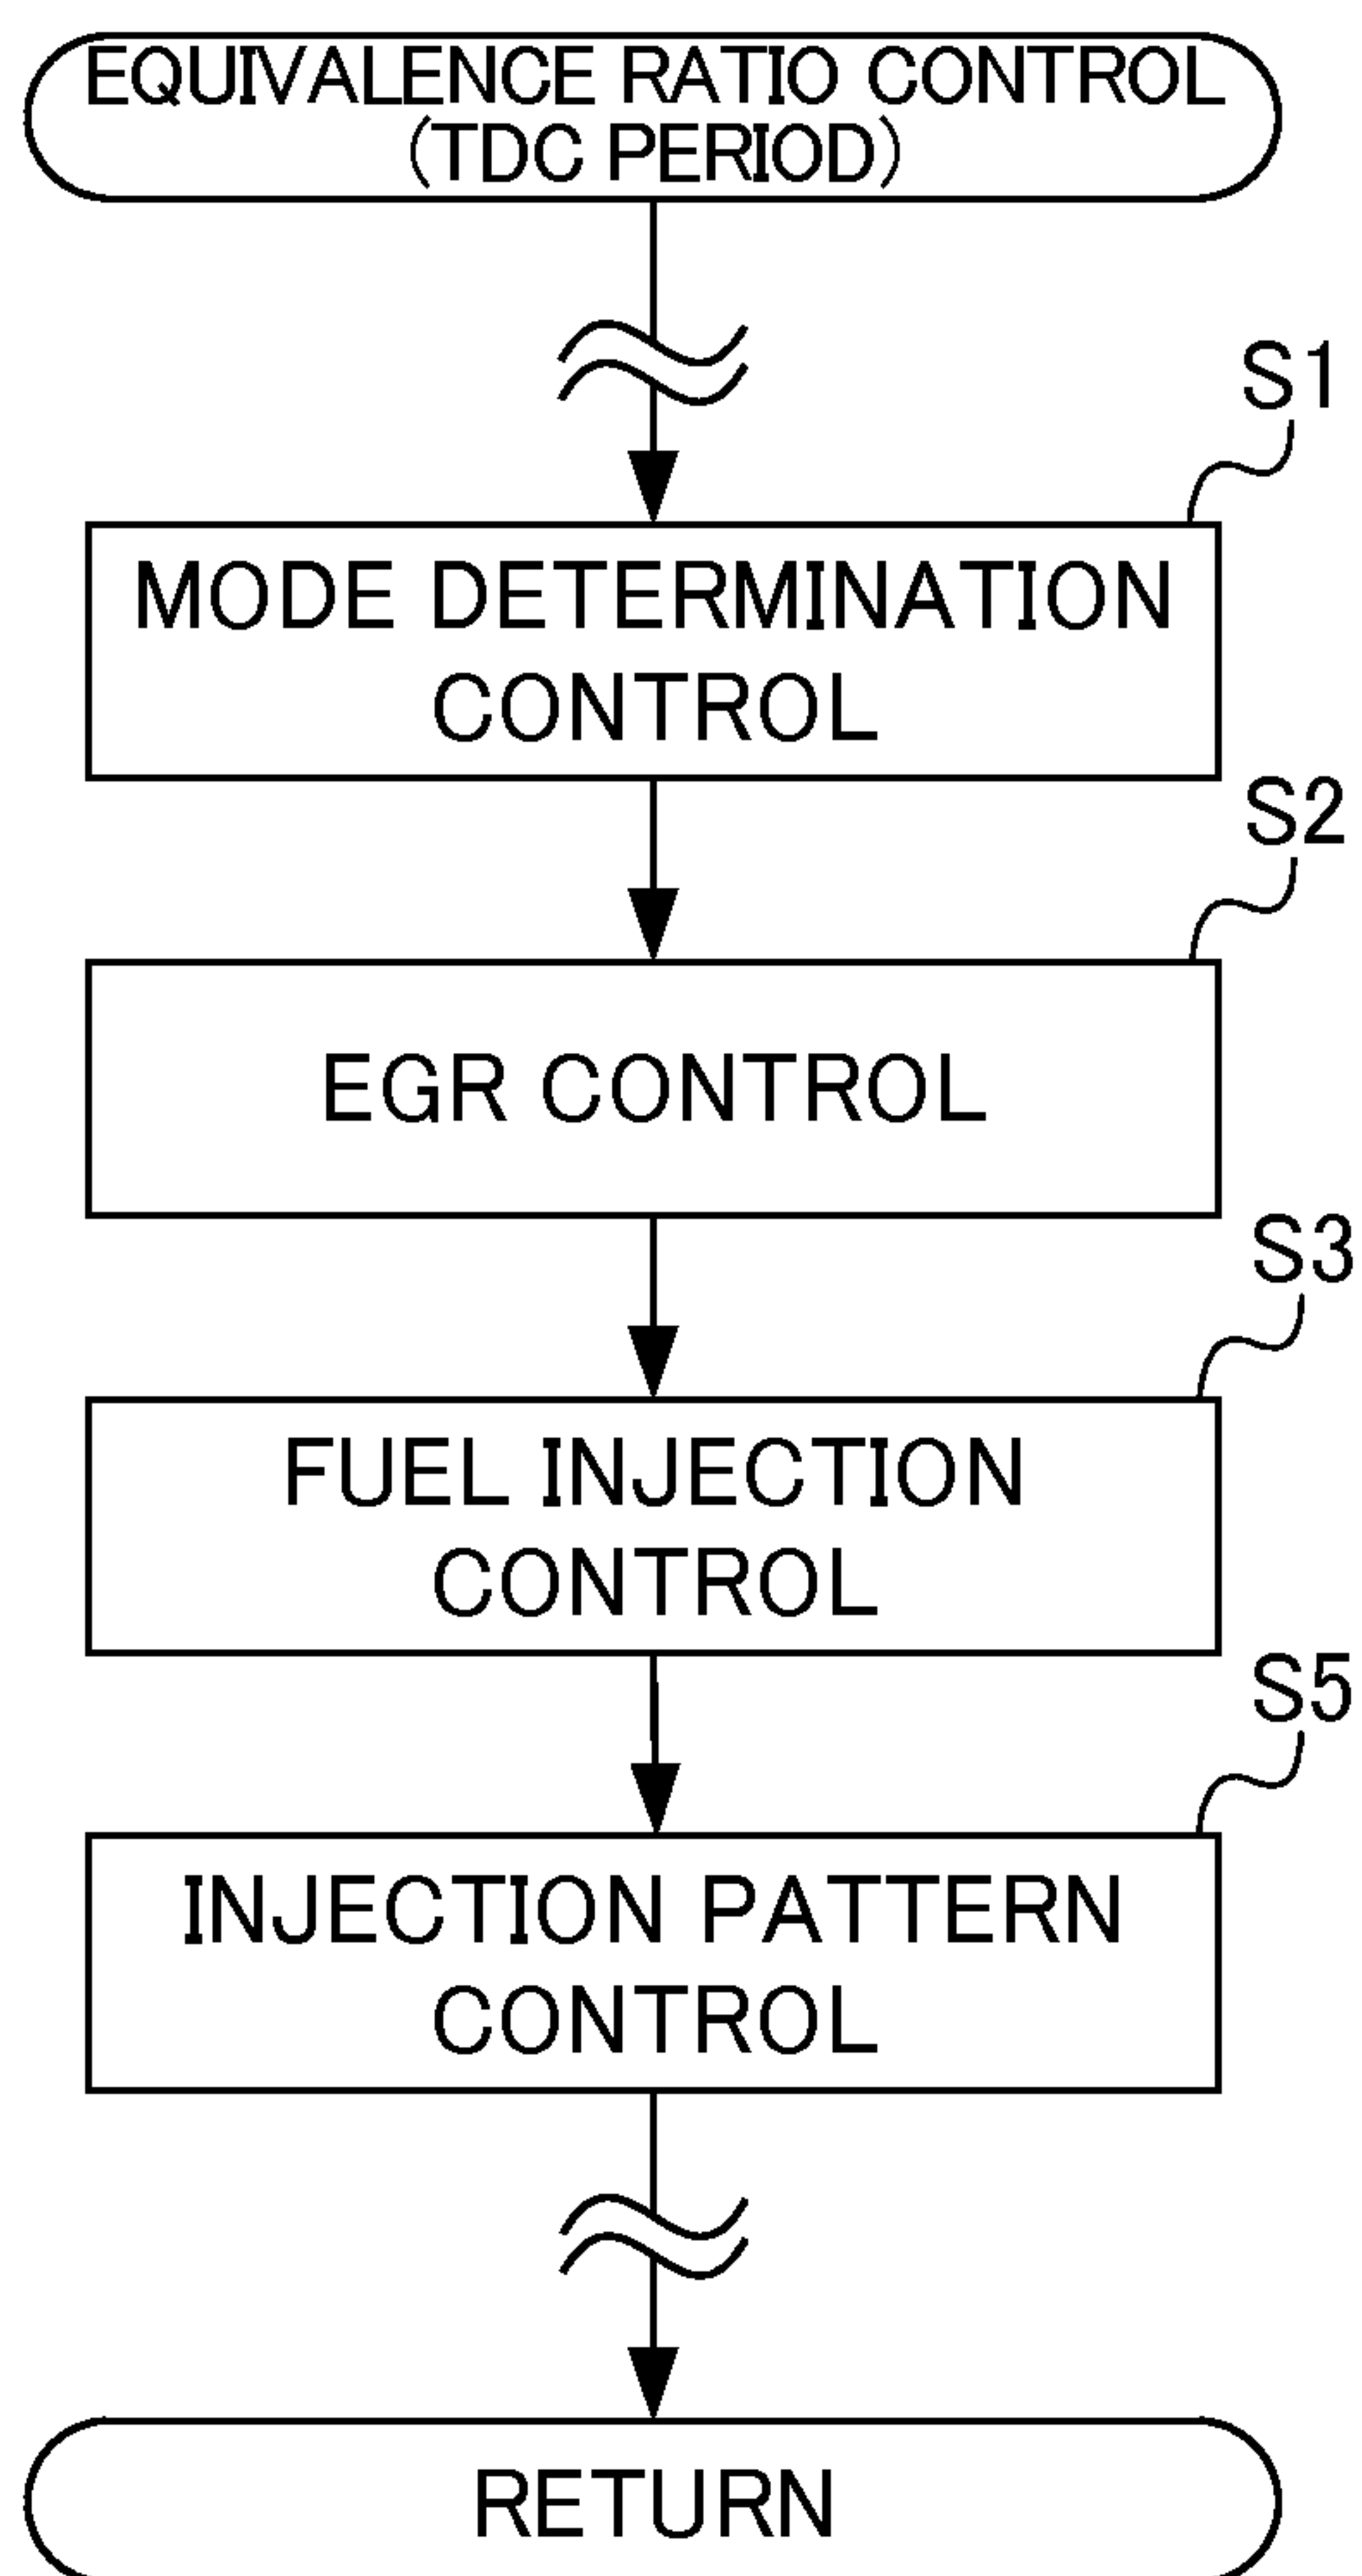 EQUIVALENCE RATIO CONTROL
(TDC PERIOD)
S1
MODE DETERMINATION
CONTROL
S2
EGR CONTROL
S3
FUEL INJECTION
CONTROL
S5
INJECTION PATTERN
CONTROL
RETURN